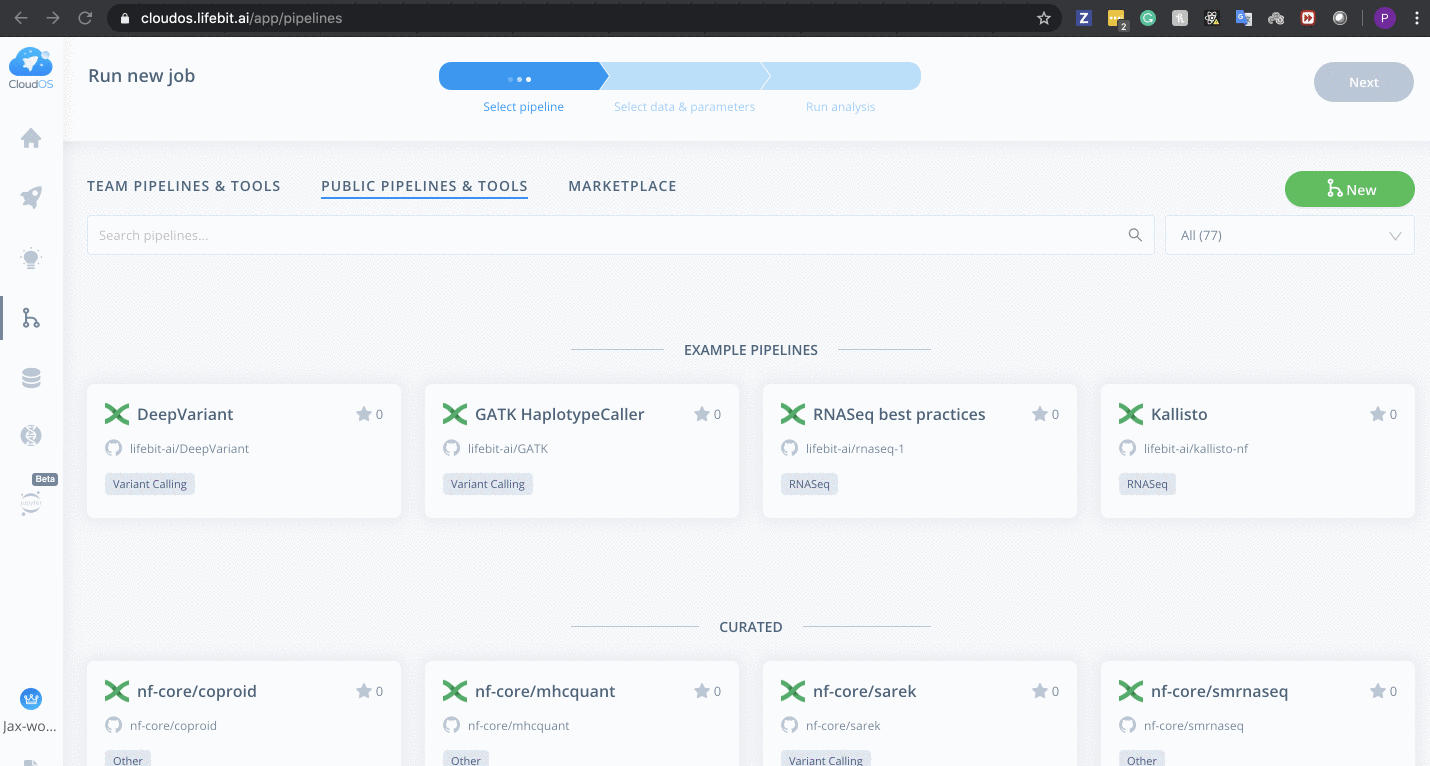 cloudos.lifebit.ai/app/pipelines
2
P
CloudOS
Run new job
Next
Select pipeline
Select data & parameters
Run analysis
TEAM PIPELINES & TOOLS
PUBLIC PIPELINES & TOOLS
MARKETPLACE
New
Search pipelines...
All (77)
EXAMPLE PIPELINES
DeepVariant 0
lifebit-ai/DeepVariant
Variant Calling
GATK HaplotypeCaller 0
lifebit-ai/GATK
Variant Calling
RNASeq best practices 0
lifebit-ai/rnaseq-1
RNASeq
Kallisto 0
lifebit-ai/kallisto-nf
RNASeq
Beta
jupyter
CURATED
nf-core/coproid 0
nf-core/coproid
Other
nf-core/mhcquant 0
nf-core/mhcquant
Other
nf-core/sarek 0
nf-core/sarek
Variant Calling
nf-core/smrnaseq 0
nf-core/smrnaseq
Other
Jax-wo...